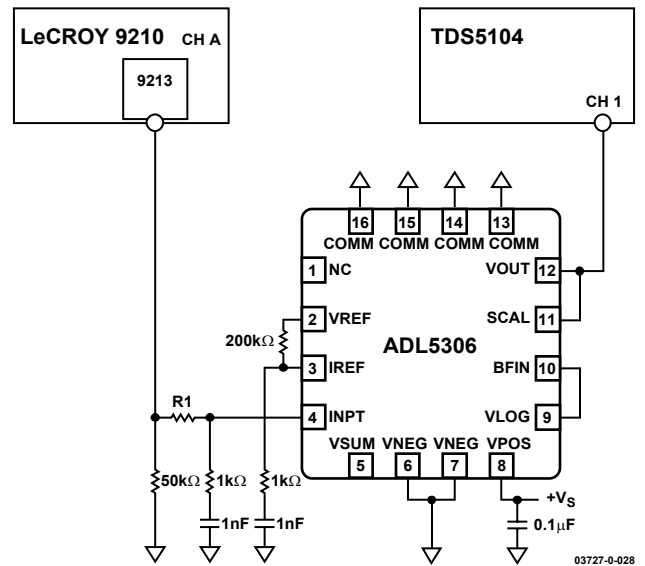 LeCROY 9210 CH A
9213
TDS5104
CH 1
16 15 14 13
COMM COMM COMM COMM
1 NC
VOUT 12
2 VREF
SCAL 11
200kΩ
ADL5306
3 IREF
BFIN 10
R1
4 INPT
VLOG 9
VSUM VNEG VNEG VPOS
5 6 7 8
50kΩ 1kΩ 1kΩ
+VS
1nF 1nF
0.1μF
03727-0-028